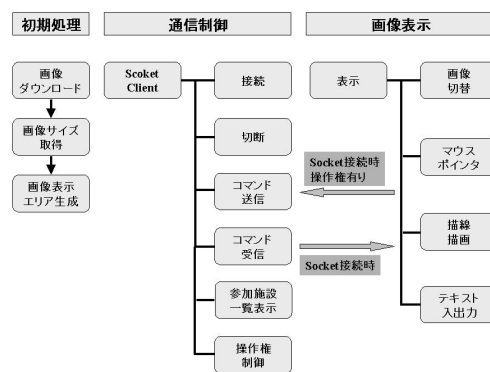 初期処理
通信制御
画像表示
画像
ダウンロード
画像サイズ
取得
画像表示
エリア生成
Scoket
Client
接続
切断
コマンド
送信
コマンド
受信
参加施設
一覧表示
操作権
制御
Socket接続時
操作権有り
Socket接続時
表示
画像
切替
マウス
ポインタ
描線
描画
テキスト
入出力